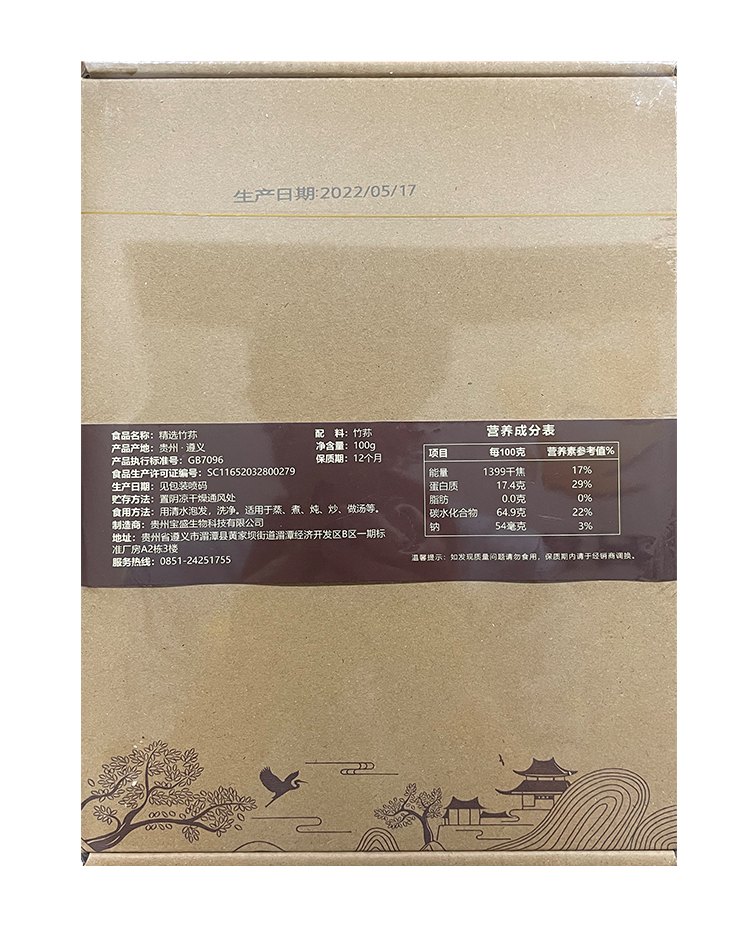 生产日期:2022/05/17
食品名称：精选竹荪
配　料：竹荪
产品产地：贵州·遵义
净含量：100g
产品执行标准号：GB7096
保质期：12个月
食品生产许可证编号：SC11652032800279
生产日期：见包装喷码
贮存方法：置阴凉干燥通风处
食用方法：用清水泡发，洗净。适用于蒸、煮、炖、炒、做汤等。
制造商：贵州宝盛生物科技有限公司
地址：贵州省遵义市湄潭县黄家坝街道湄潭经济开发区B区一期标
准厂房A2栋3楼
服务热线：0851-24251755
营养成分表
项目 每100克 营养素参考值%
能量 1399千焦 17%
蛋白质 17.4克 29%
脂肪 0.0克 0%
碳水化合物 64.9克 22%
钠 54毫克 3%
温馨提示：如发现质量问题请勿食用，保质期内请于经销商调换。